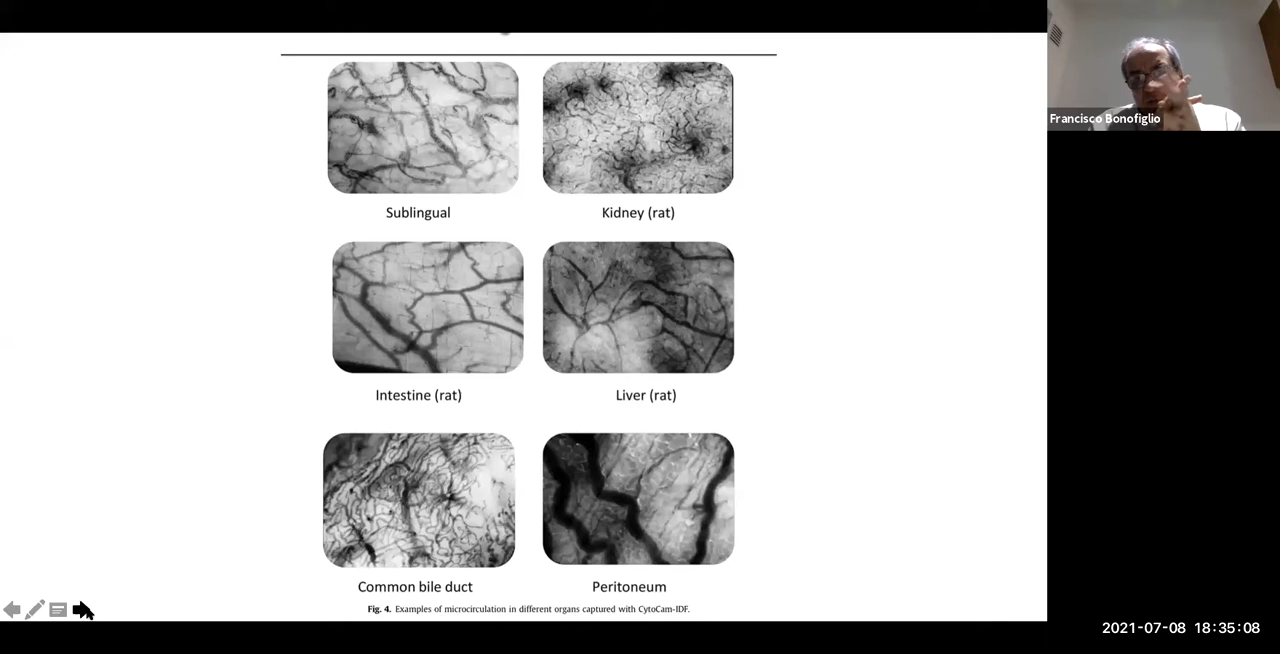 Francisco Bonofiglio
Sublingual
Kidney (rat)
Intestine (rat)
Liver (rat)
Common bile duct
Peritoneum
Fig. 4. Examples of microcirculation in different organs captured with CytoCam-IDF.
2021-07-08 18:35:08